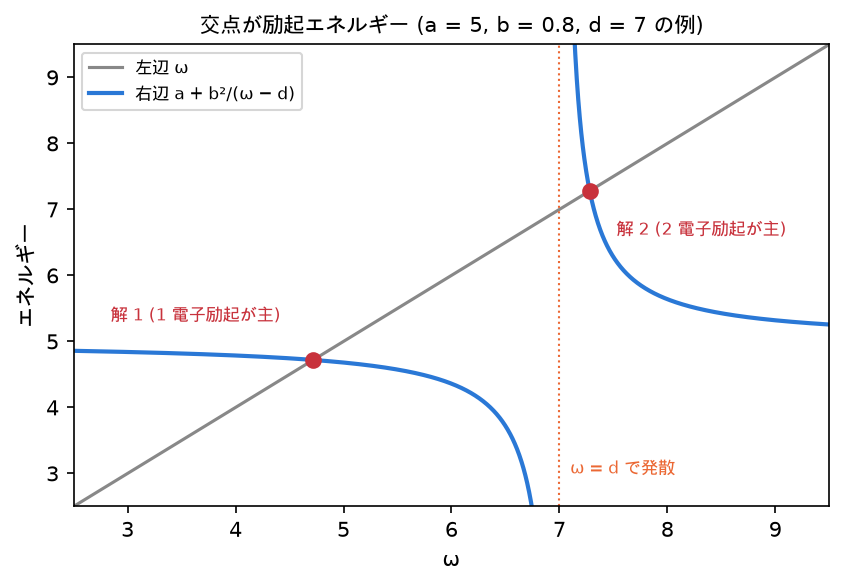 交点が励起エネルギー (a = 5, b = 0.8, d = 7 の例)
左辺 ω
右辺 a + b²/(ω − d)
解 2 (2 電子励起が主)
解 1 (1 電子励起が主)
ω = d で発散
エネルギー
9
8
7
6
5
4
3
3 4 5 6 7 8 9
ω